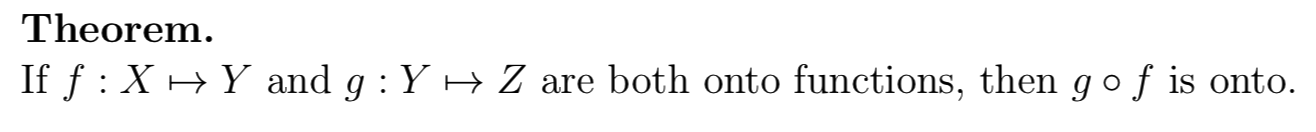 Theorem.
If f : X ↦ Y and g : Y ↦ Z are both onto functions, then g ∘ f is onto.